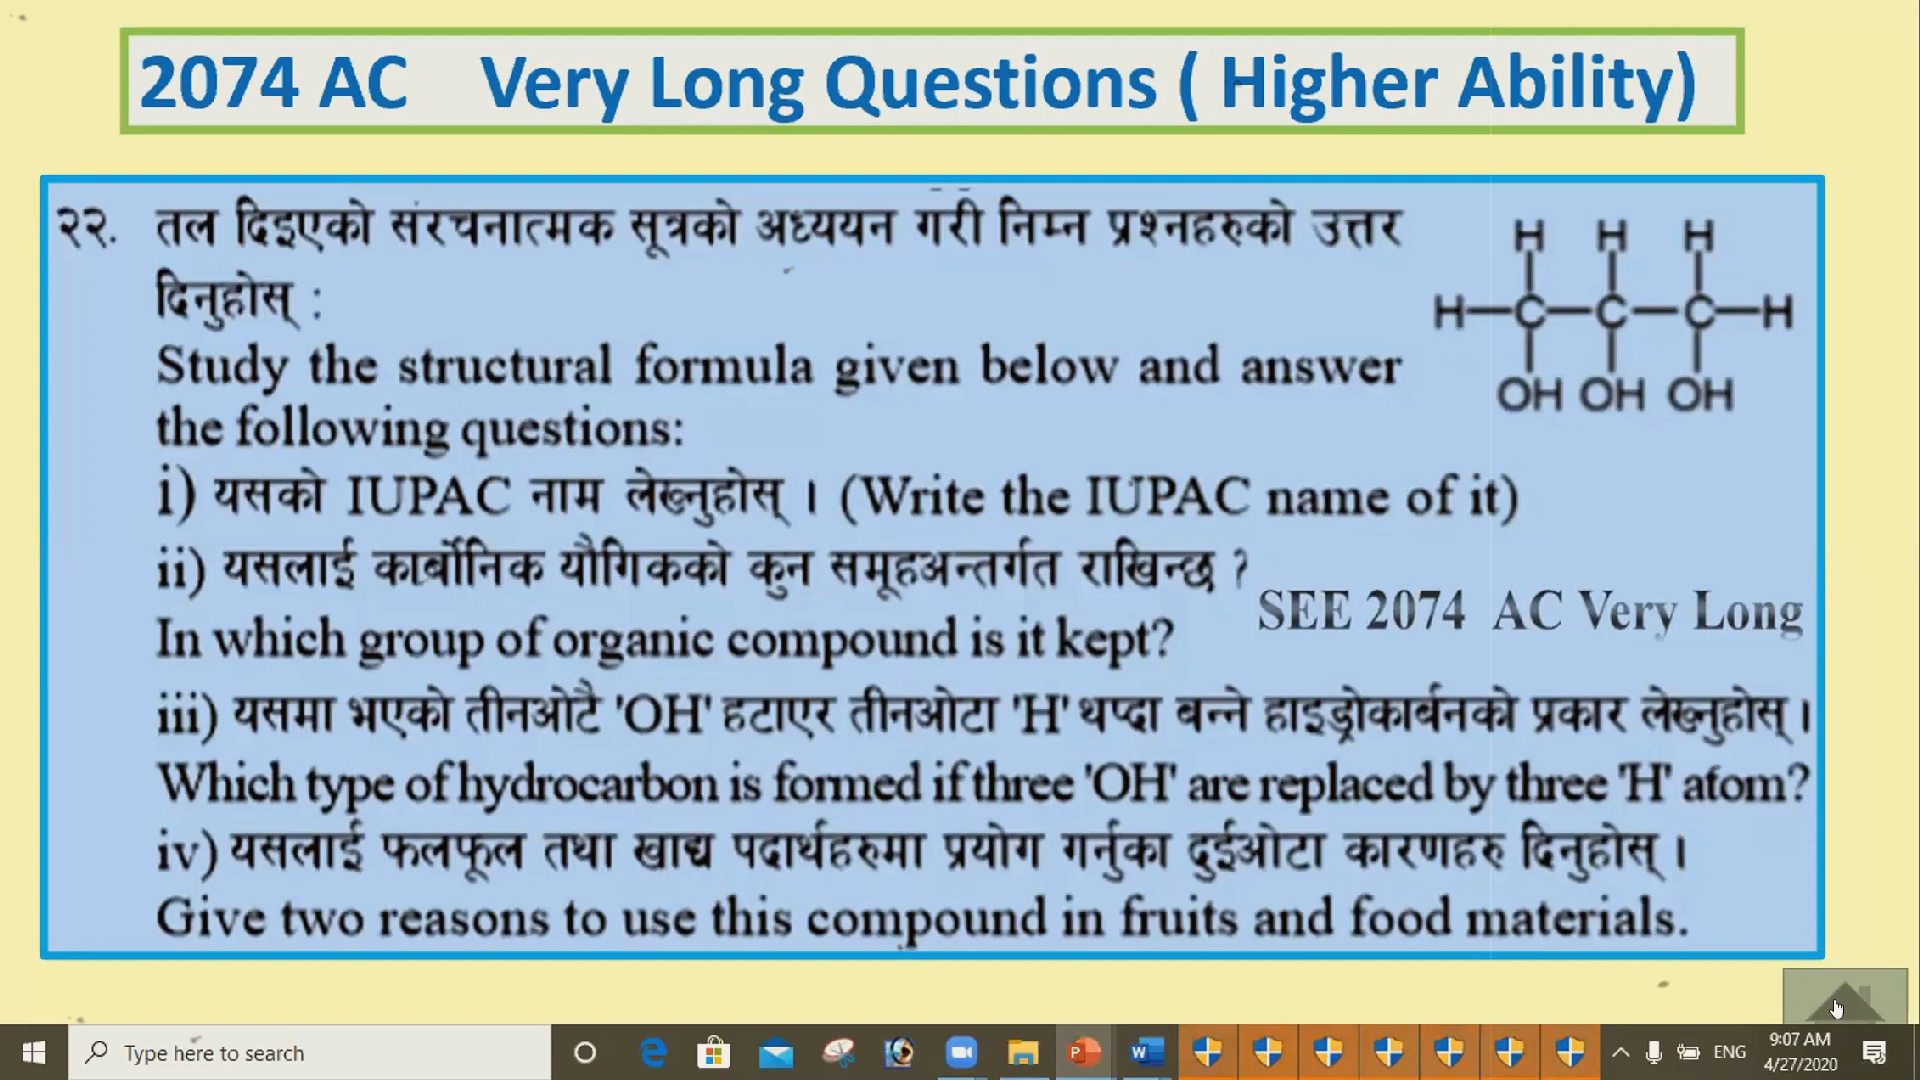 2074 AC Very Long Questions ( Higher Ability)
२२. तल दिइएको संरचनात्मक सूत्रको अध्ययन गरी निम्न प्रश्नहरुको उत्तर
दिनुहोस् :
Study the structural formula given below and answer
the following questions:
H H H
H—C—C—C—H
OH OH OH
i) यसको IUPAC नाम लेख्नुहोस् । (Write the IUPAC name of it)
ii) यसलाई कार्बोनिक यौगिकको कुन समूहअन्तर्गत राखिन्छ ?
In which group of organic compound is it kept?
SEE 2074 AC Very Long
iii) यसमा भएको तीनओटै 'OH' हटाएर तीनओटा 'H' थप्दा बन्ने हाइड्रोकार्बनको प्रकार लेख्नुहोस् ।
Which type of hydrocarbon is formed if three 'OH' are replaced by three 'H' atom?
iv) यसलाई फलफूल तथा खाद्य पदार्थहरुमा प्रयोग गर्नुका दुईओटा कारणहरु दिनुहोस् ।
Give two reasons to use this compound in fruits and food materials.
Type here to search
ENG
9:07 AM
4/27/2020